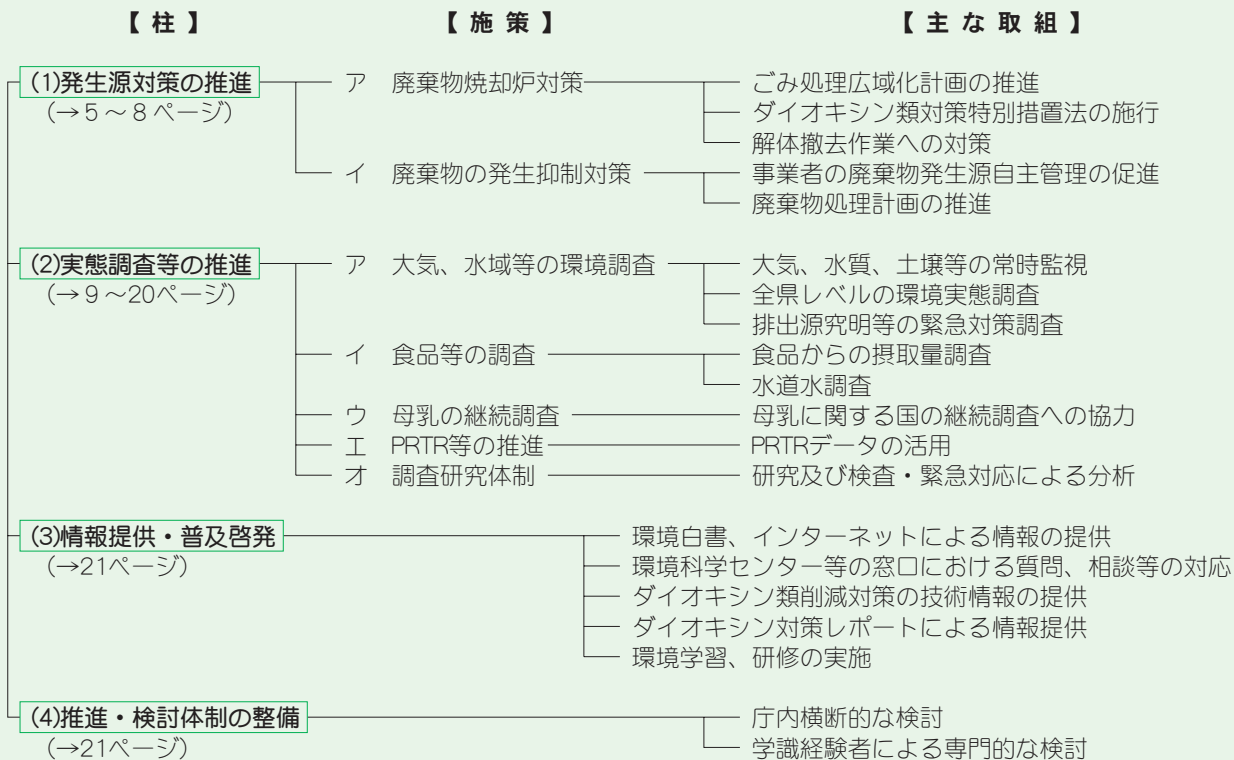 【 柱 】 【 施 策 】 【 主 な 取 組 】
(1)発生源対策の推進 ア 廃棄物焼却炉対策 ごみ処理広域化計画の推進
(→5～8ページ) ダイオキシン類対策特別措置法の施行
解体撤去作業への対策
イ 廃棄物の発生抑制対策 事業者の廃棄物発生源自主管理の促進
廃棄物処理計画の推進
(2)実態調査等の推進 ア 大気、水域等の環境調査 大気、水質、土壌等の常時監視
(→9～20ページ) 全県レベルの環境実態調査
排出源究明等の緊急対策調査
イ 食品等の調査 食品からの摂取量調査
水道水調査
ウ 母乳の継続調査 母乳に関する国の継続調査への協力
エ PRTR等の推進 PRTRデータの活用
オ 調査研究体制 研究及び検査・緊急対応による分析
(3)情報提供・普及啓発 環境白書、インターネットによる情報の提供
(→21ページ) 環境科学センター等の窓口における質問、相談等の対応
ダイオキシン類削減対策の技術情報の提供
ダイオキシン対策レポートによる情報提供
環境学習、研修の実施
(4)推進・検討体制の整備 庁内横断的な検討
(→21ページ) 学識経験者による専門的な検討